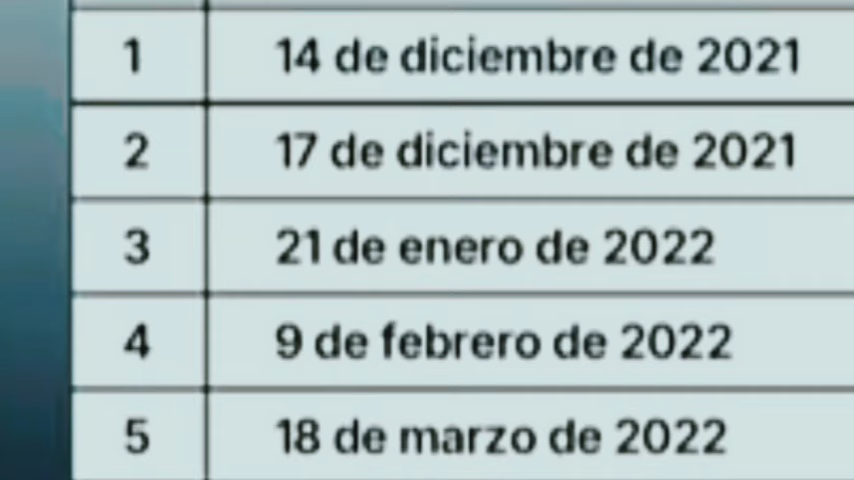 1 14 de diciembre de 2021
2 17 de diciembre de 2021
3 21 de enero de 2022
4 9 de febrero de 2022
5 18 de marzo de 2022